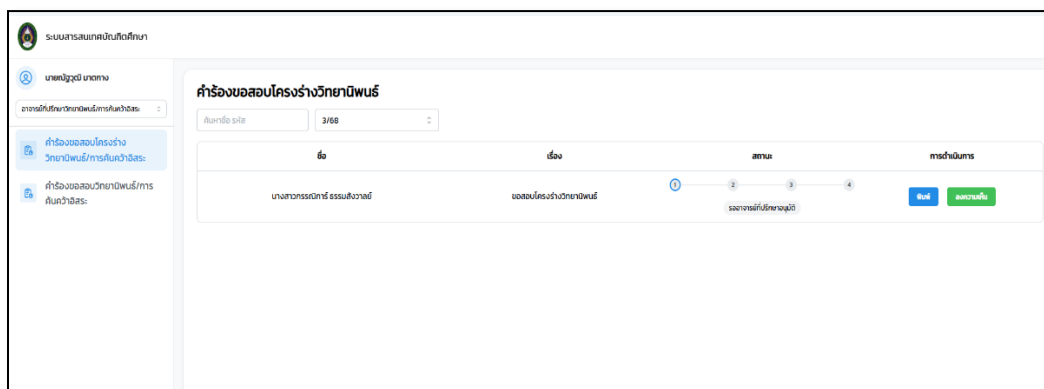 ระบบสารสนเทศบัณฑิตศึกษา
นายณัฐวุฒิ มาตกาง
อาจารย์ที่ปรึกษาวิทยานิพนธ์/การค้นคว้าอิสระ
คำร้องขอสอบโครงร่าง
วิทยานิพนธ์/การค้นคว้าอิสระ
คำร้องขอสอบวิทยานิพนธ์/การ
ค้นคว้าอิสระ
คำร้องขอสอบโครงร่างวิทยานิพนธ์
ค้นหาชื่อ รหัส
3/68
ชื่อ เรื่อง สถานะ การดำเนินการ
นางสาวกรรณิการ์ ธรรมสังวาลย์ ขอสอบโครงร่างวิทยานิพนธ์ 1 2 3 4 พิมพ์ ลงความเห็น
รออาจารย์ที่ปรึกษาอนุมัติ